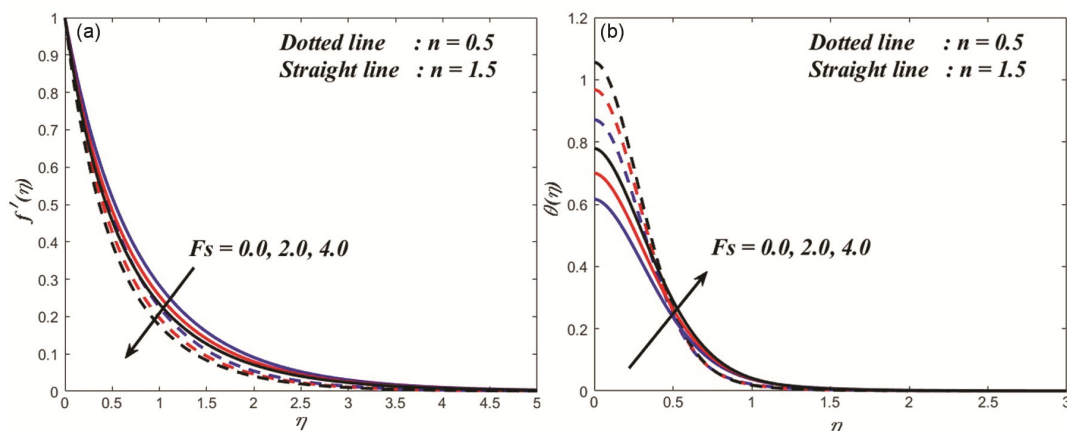 (a)
Dotted line : n = 0.5
Straight line : n = 1.5
Fs = 0.0, 2.0, 4.0
f '(η)
1
0.9
0.8
0.7
0.6
0.5
0.4
0.3
0.2
0.1
0
0 0.5 1 1.5 2 2.5 3 3.5 4 4.5 5
η
(b)
Dotted line : n = 0.5
Straight line : n = 1.5
Fs = 0.0, 2.0, 4.0
θ(η)
1.2
1
0.8
0.6
0.4
0.2
0
0 0.5 1 1.5 2 2.5 3
η